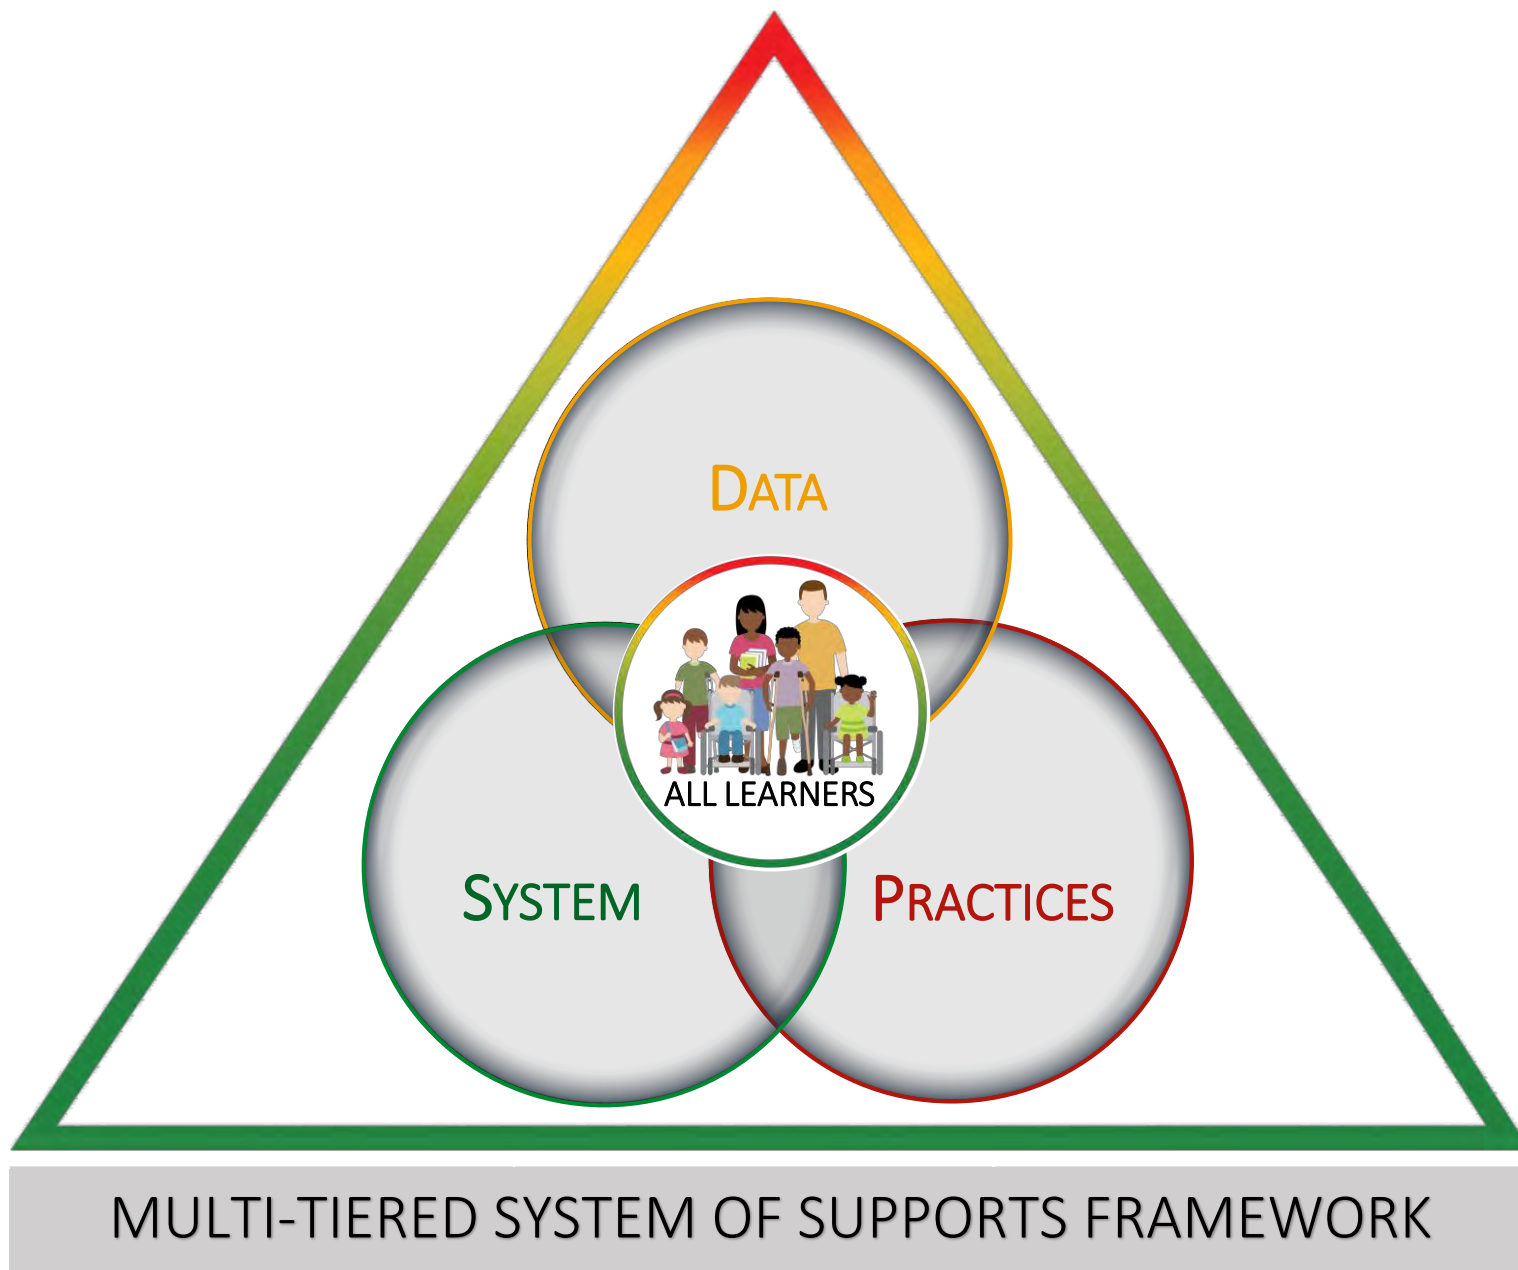 DATA
ALL LEARNERS
SYSTEM
PRACTICES
MULTI-TIERED SYSTEM OF SUPPORTS FRAMEWORK